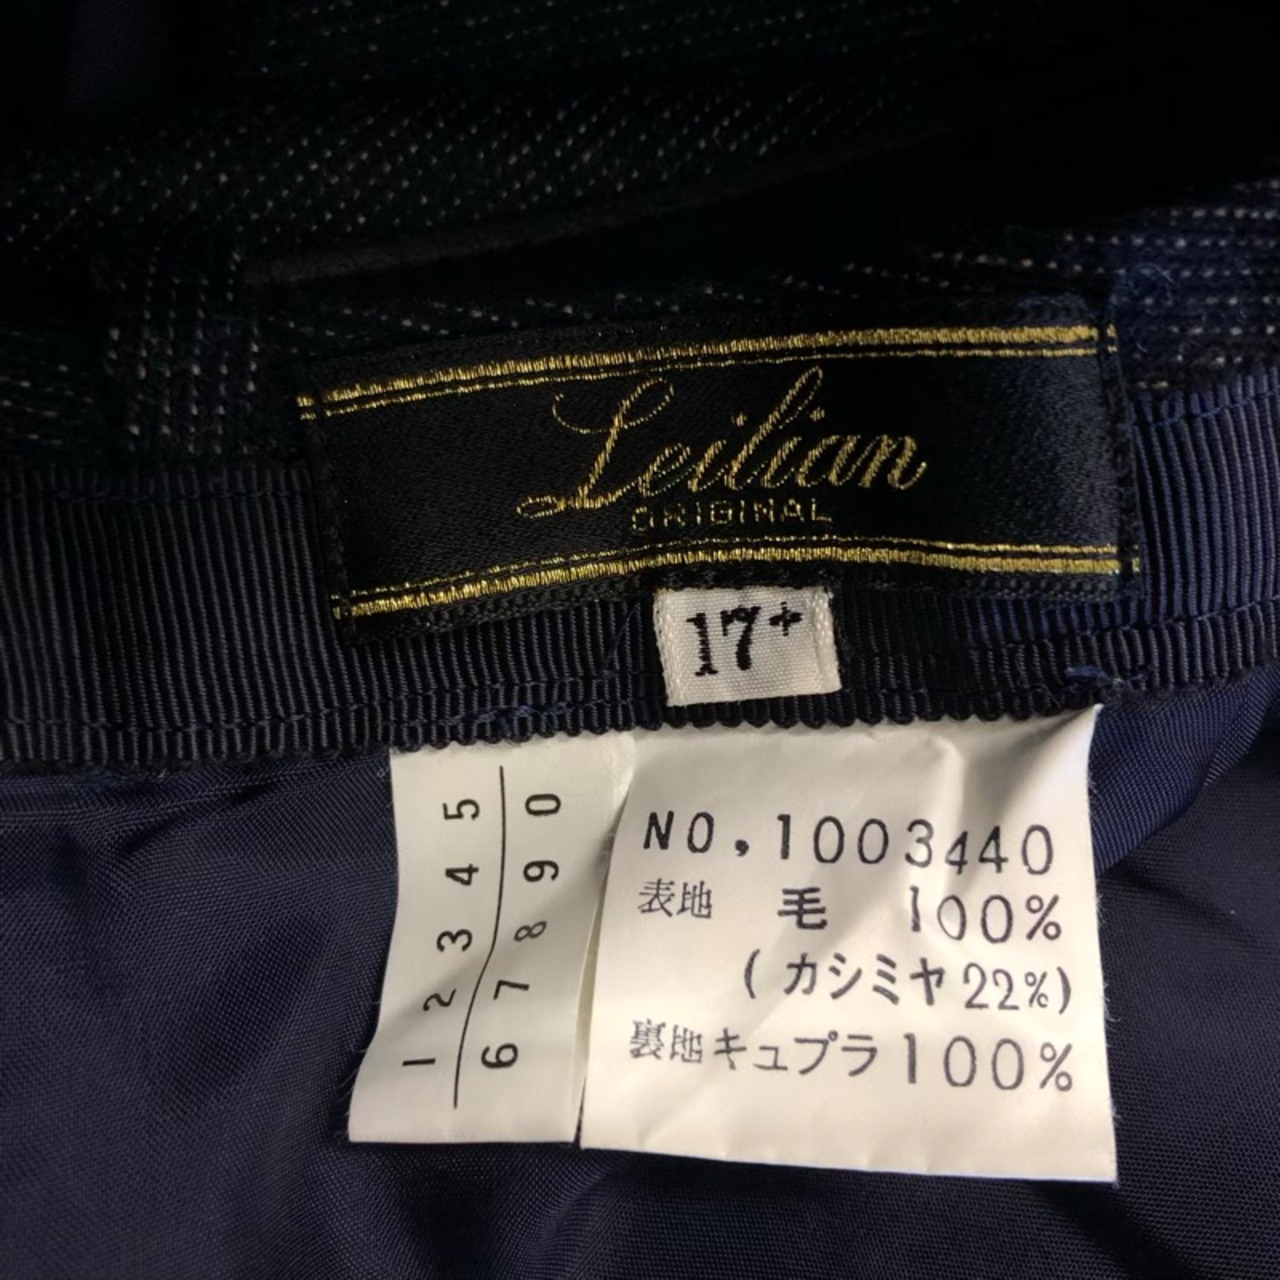 Leilian
ORIGINAL
17+
1 2 3 4 5
6 7 8 9 0
NO,1003440
表地 毛 100%
(カシミヤ22%)
裏地キュプラ100%